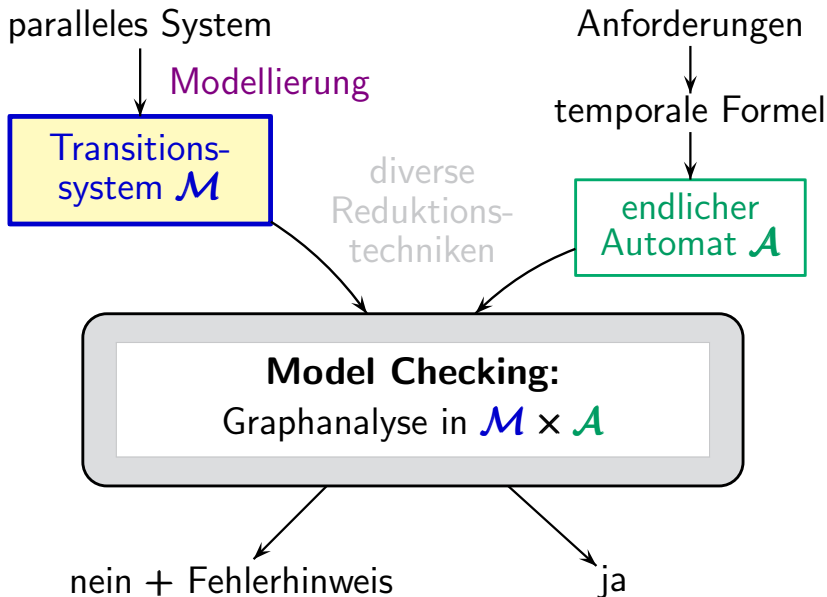 paralleles System
Anforderungen
Modellierung
temporale Formel
Transitions-
system M
diverse
Reduktions-
techniken
endlicher
Automat A
Model Checking:
Graphanalyse in M × A
nein + Fehlerhinweis
ja